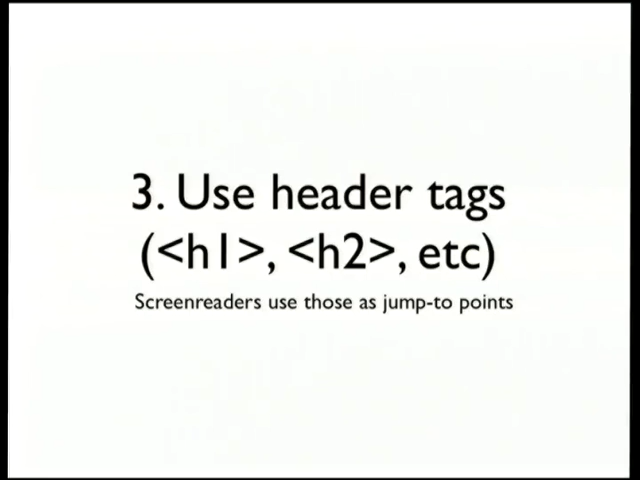 3. Use header tags
(<h1>, <h2>, etc)
Screenreaders use those as jump-to points